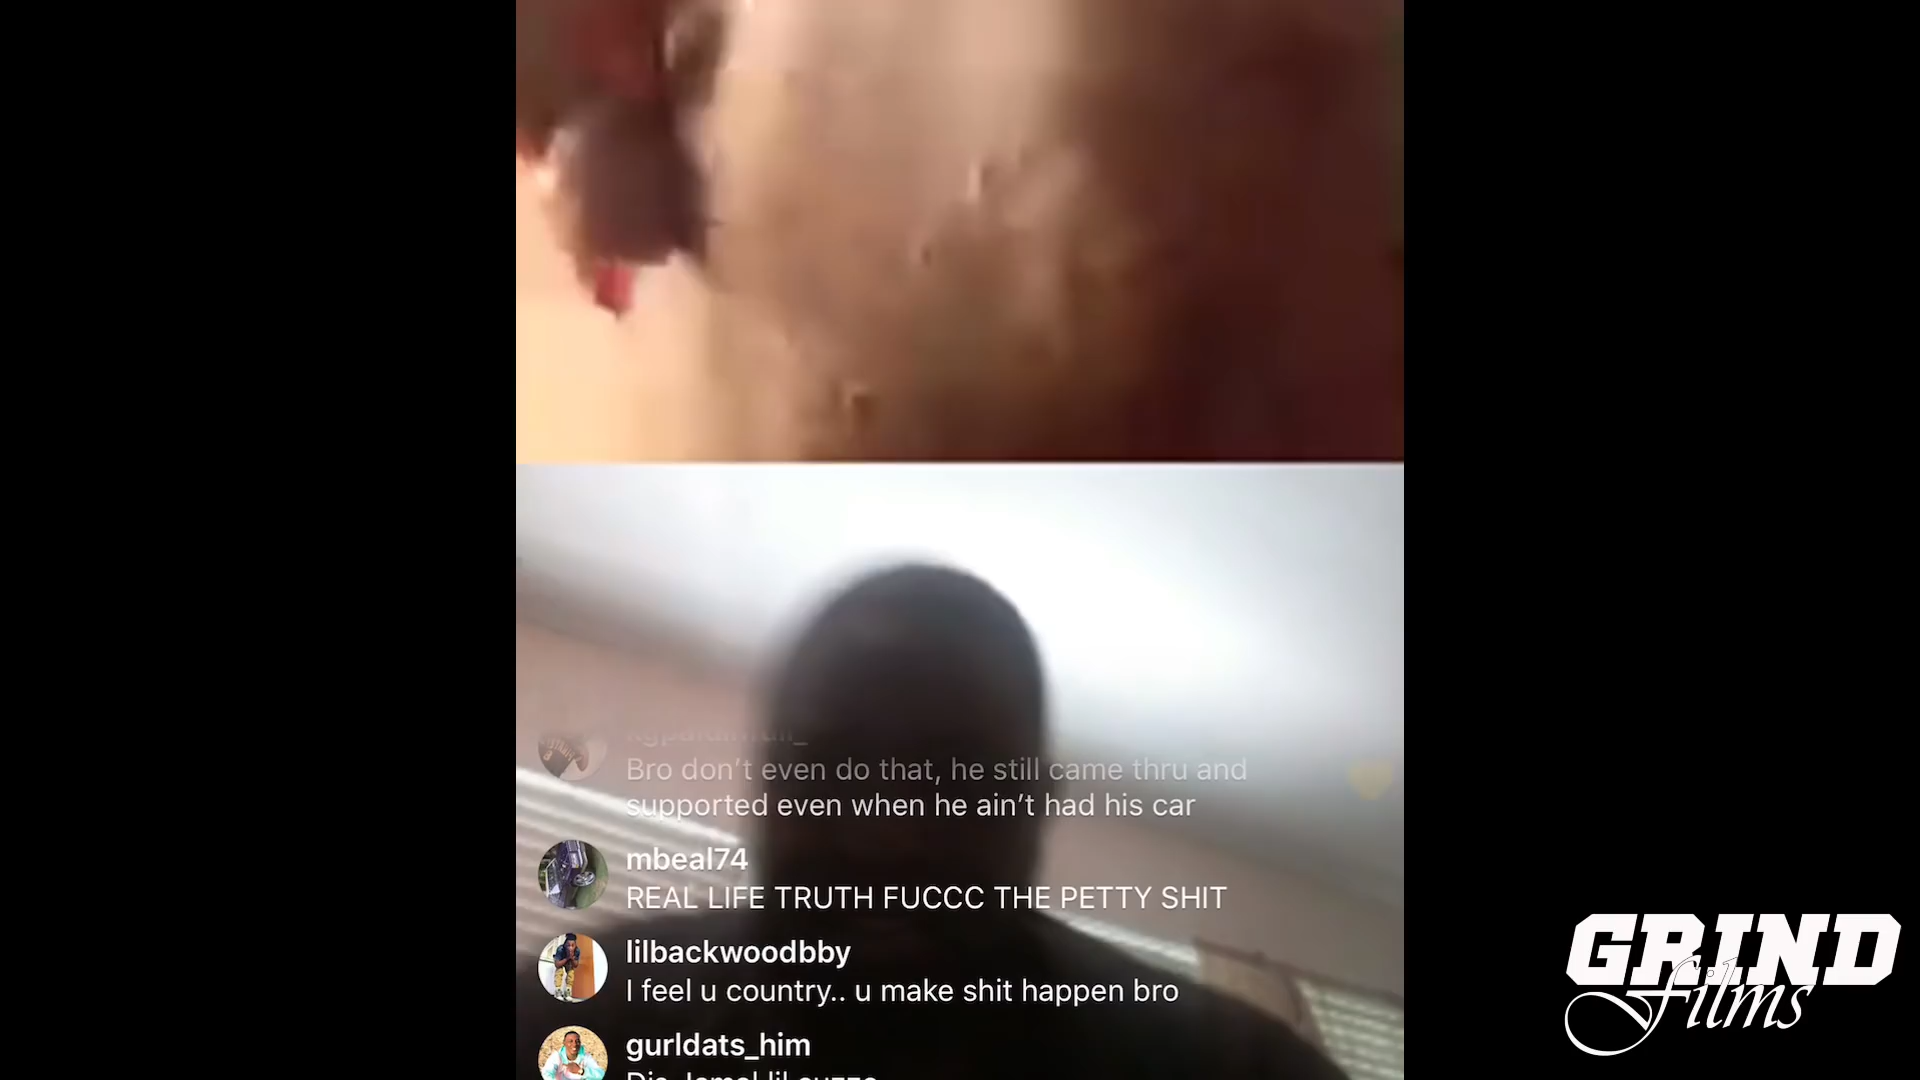 Bro don’t even do that, he still came thru and
supported even when he ain’t had his car
mbeal74
REAL LIFE TRUTH FUCCC THE PETTY SHIT
lilbackwoodbby
I feel u country.. u make shit happen bro
gurldats_him
GRIND
films